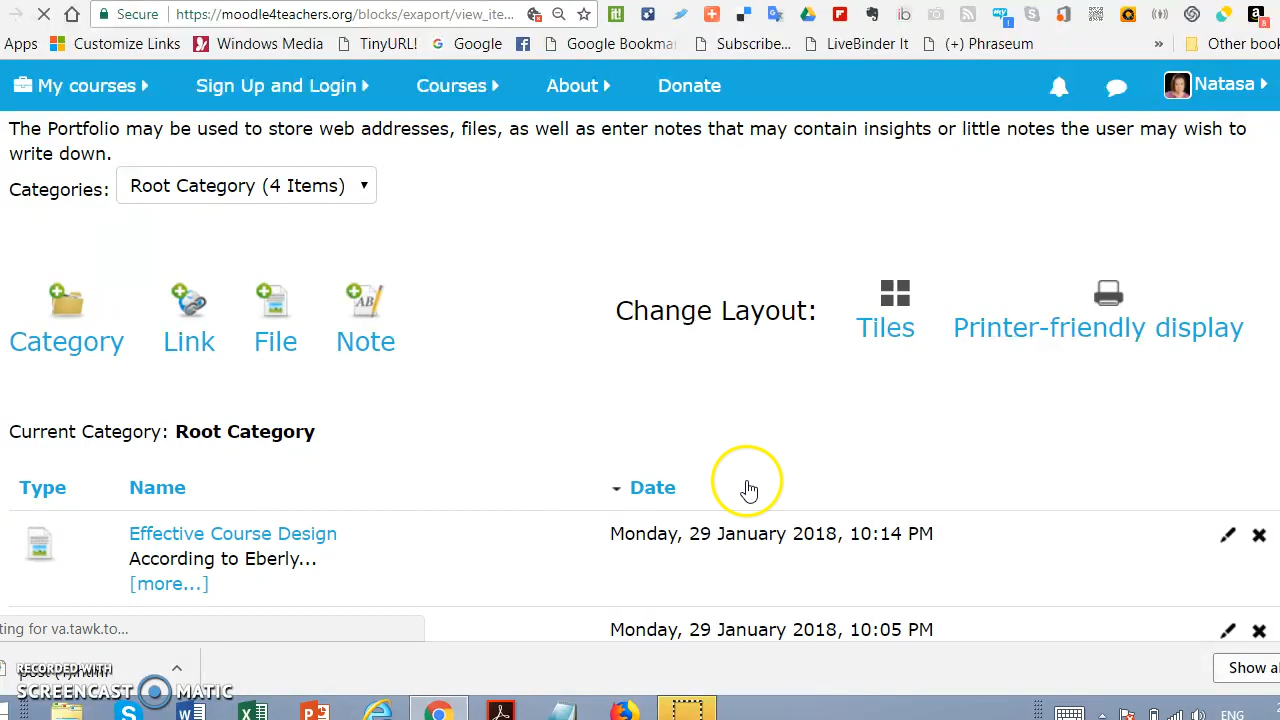 Secure https://moodle4teachers.org/blocks/exaport/view_ite...
Apps Customize Links Windows Media TinyURL! Google Google Bookma Subscribe... LiveBinder It (+) Phraseum » Other book
My courses Sign Up and Login Courses About Donate Natasa
The Portfolio may be used to store web addresses, files, as well as enter notes that may contain insights or little notes the user may wish to
write down.
Categories: Root Category (4 Items)
Change Layout:
Category Link File Note Tiles Printer-friendly display
Current Category: Root Category
Type Name Date
Effective Course Design Monday, 29 January 2018, 10:14 PM
According to Eberly...
[more...]
ting for va.tawk.to... Monday, 29 January 2018, 10:05 PM
RECORDED WITH
SCREENCAST MATIC
Show al
ENG